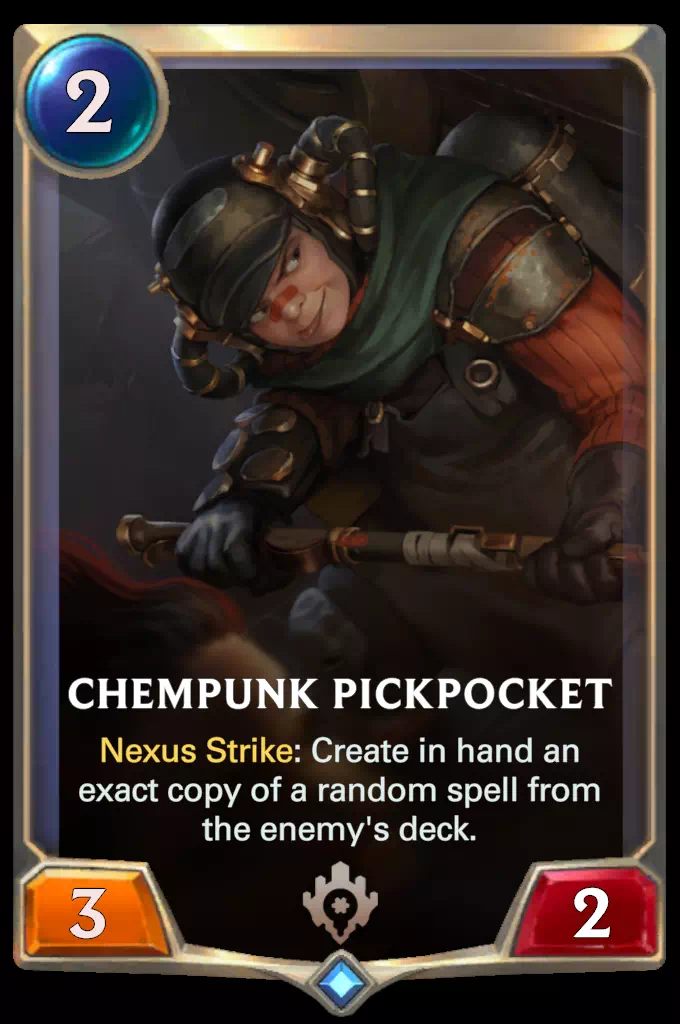 2
CHEMPUNK PICKPOCKET
Nexus Strike: Create in hand an
exact copy of a random spell from
the enemy's deck.
3
2